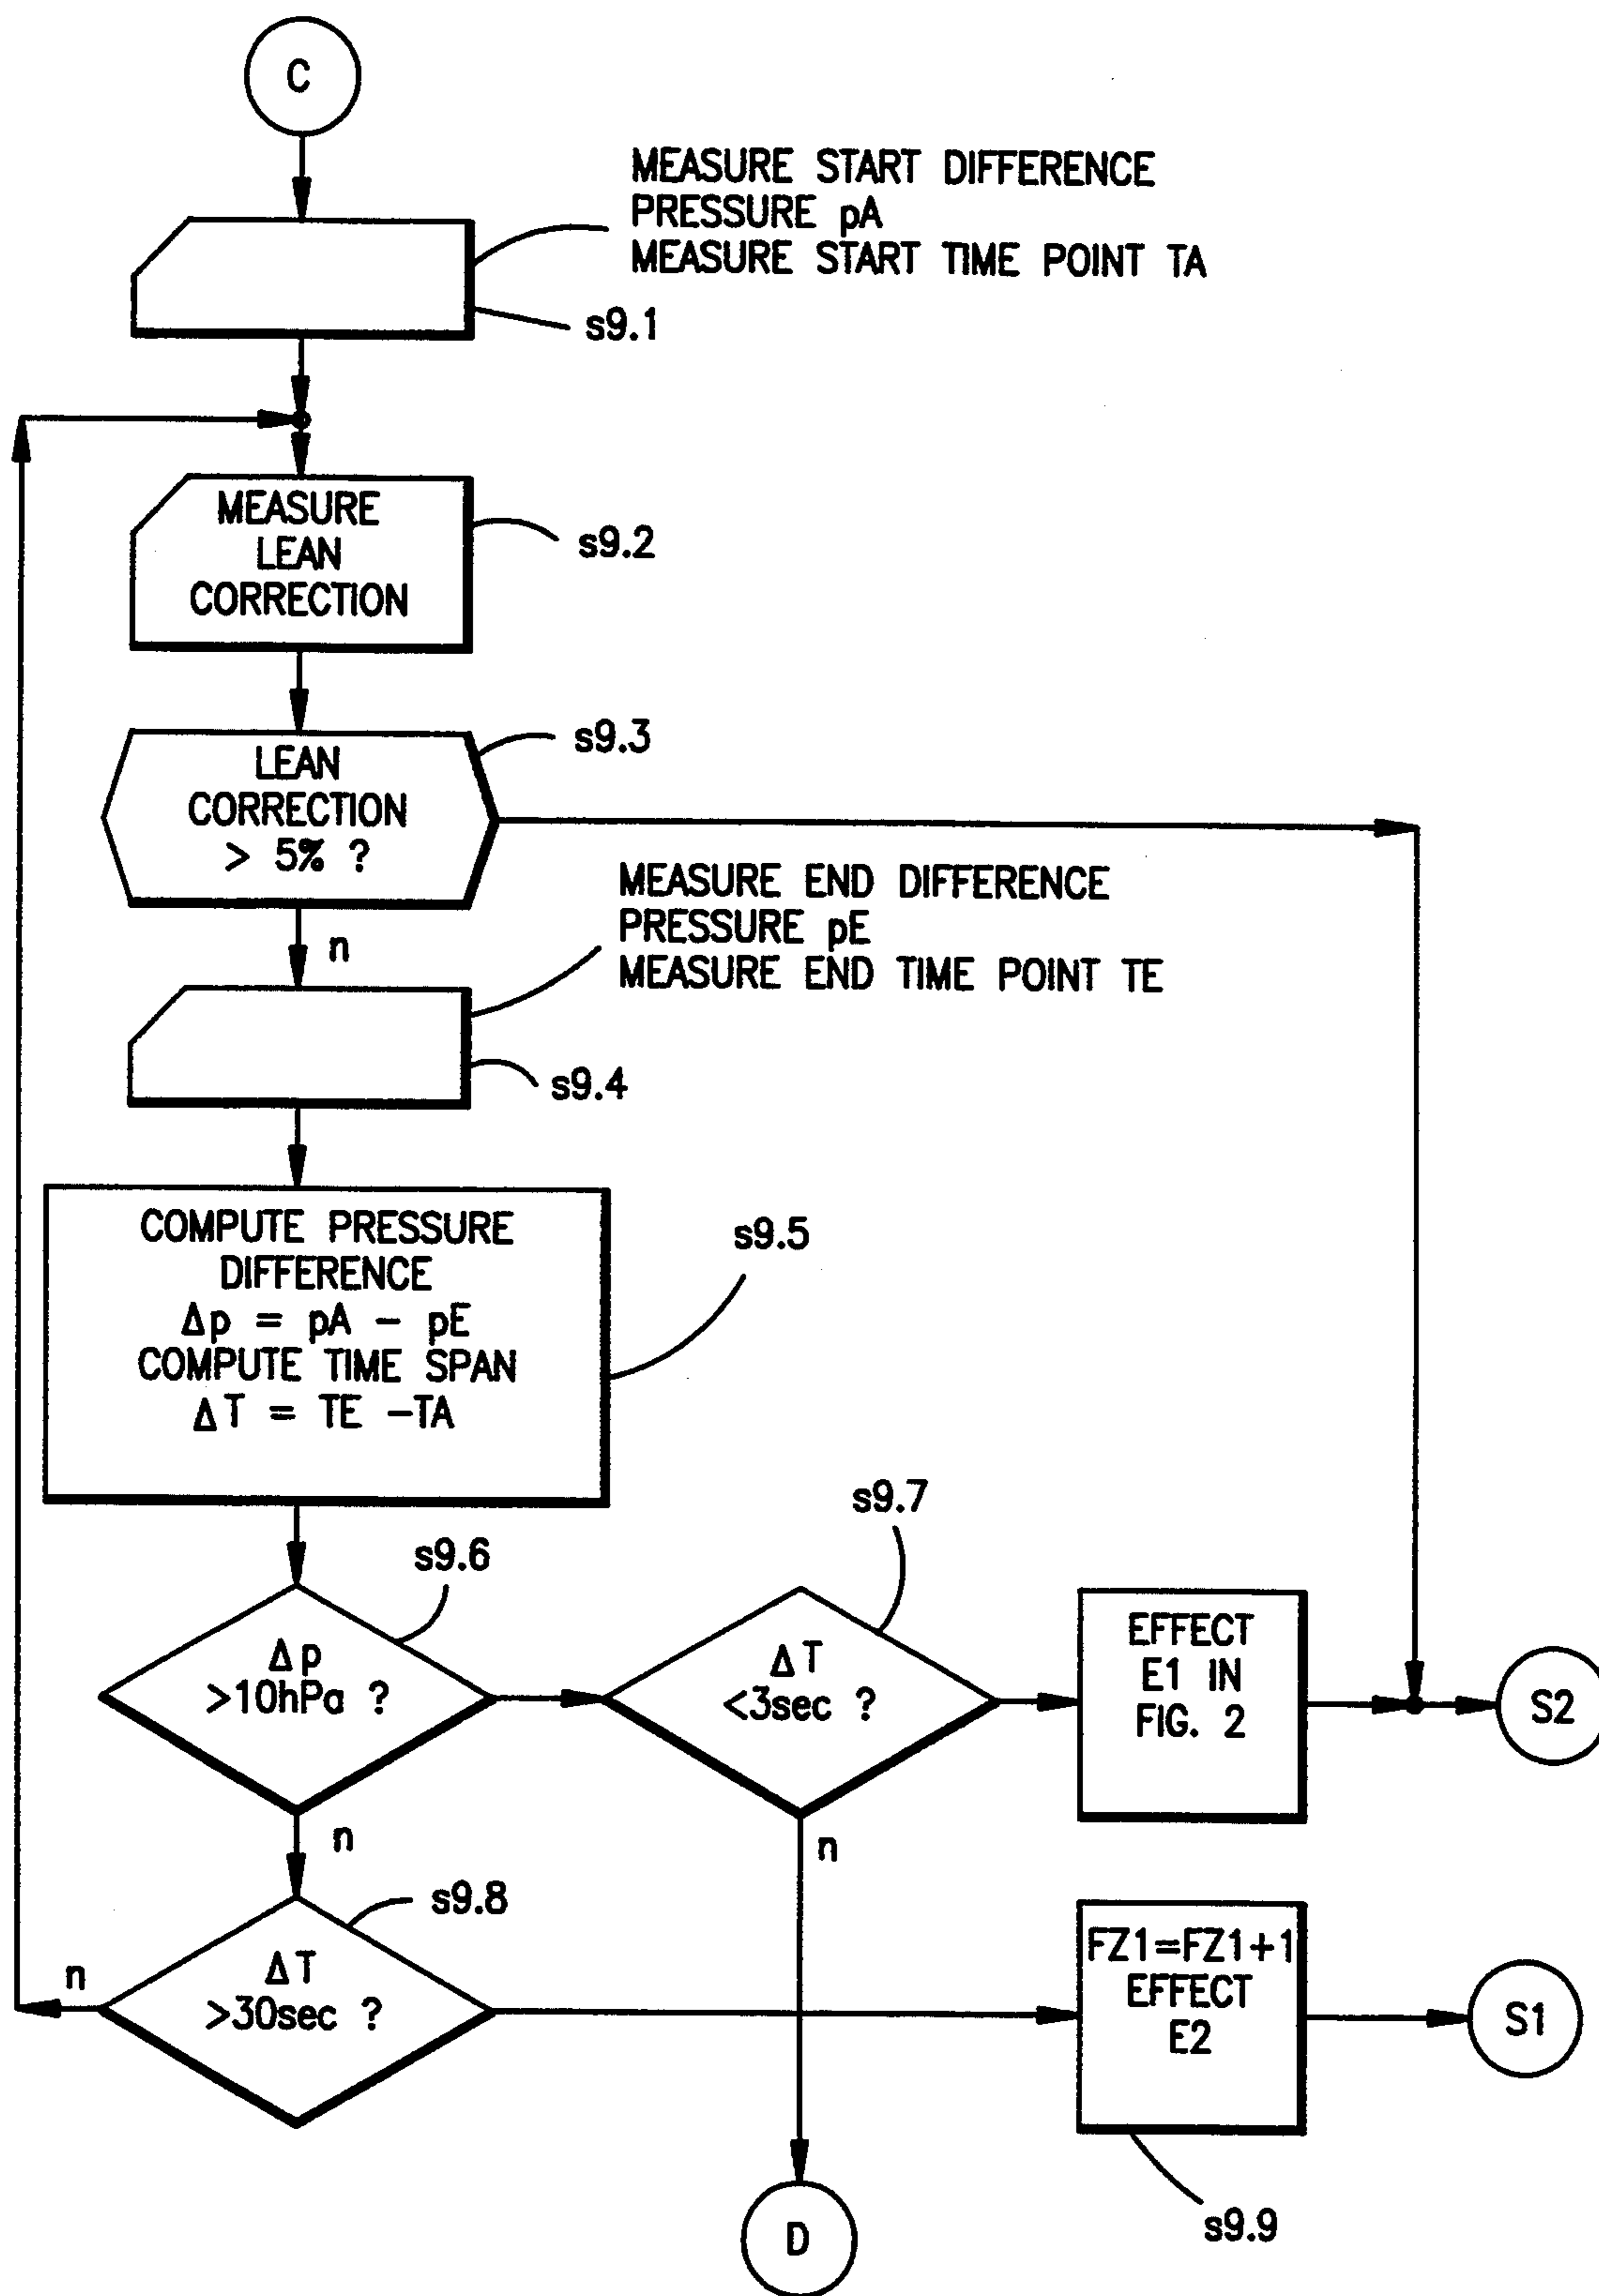 C
MEASURE START DIFFERENCE
PRESSURE pA
MEASURE START TIME POINT TA
s9.1
MEASURE
LEAN
CORRECTION
s9.2
s9.3
LEAN
CORRECTION
> 5% ?
n
MEASURE END DIFFERENCE
PRESSURE pE
MEASURE END TIME POINT TE
s9.4
COMPUTE PRESSURE
DIFFERENCE
Δp = pA - pE
COMPUTE TIME SPAN
ΔT = TE -TA
s9.5
s9.6
Δp
>10hPa ?
n
s9.7
ΔT
<3sec ?
n
EFFECT
E1 IN
FIG. 2
S2
s9.8
ΔT
>30sec ?
n
FZ1=FZ1+1
EFFECT
E2
s9.9
S1
D